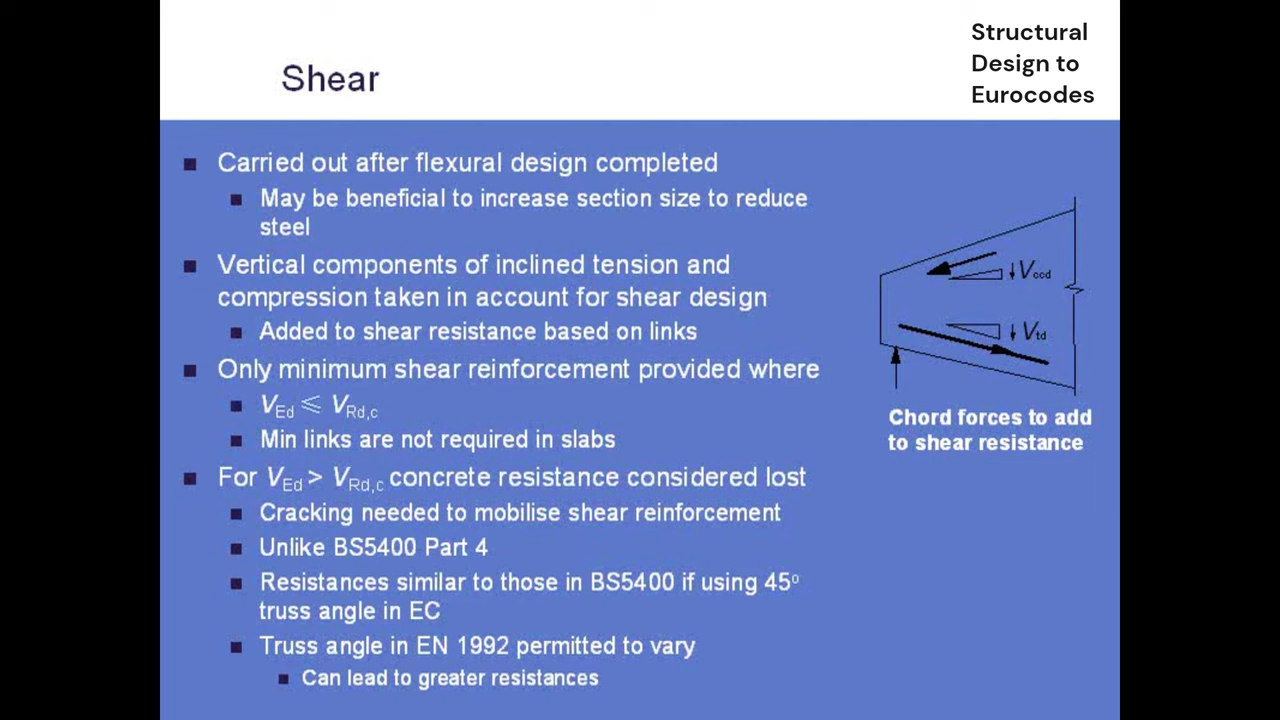 Structural
Design to
Eurocodes
Shear
Carried out after flexural design completed
May be beneficial to increase section size to reduce
steel
Vertical components of inclined tension and
compression taken in account for shear design
Added to shear resistance based on links
Only minimum shear reinforcement provided where
VEd ⩽ VRd,c
Min links are not required in slabs
For VEd > VRd,c concrete resistance considered lost
Cracking needed to mobilise shear reinforcement
Unlike BS5400 Part 4
Resistances similar to those in BS5400 if using 45º
truss angle in EC
Truss angle in EN 1992 permitted to vary
Can lead to greater resistances
Vccd
Vtd
Chord forces to add
to shear resistance